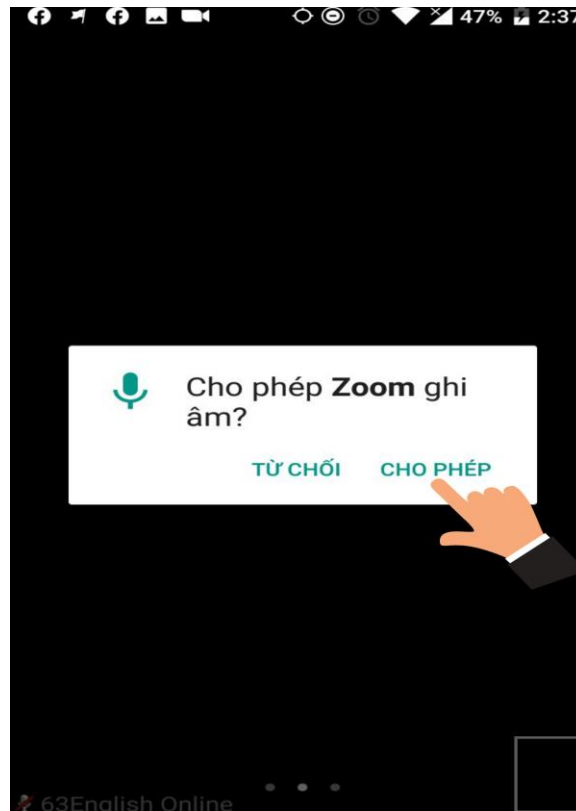 47% 2:37
Cho phép Zoom ghi
âm?
TỪ CHỐI CHO PHÉP
63English Online